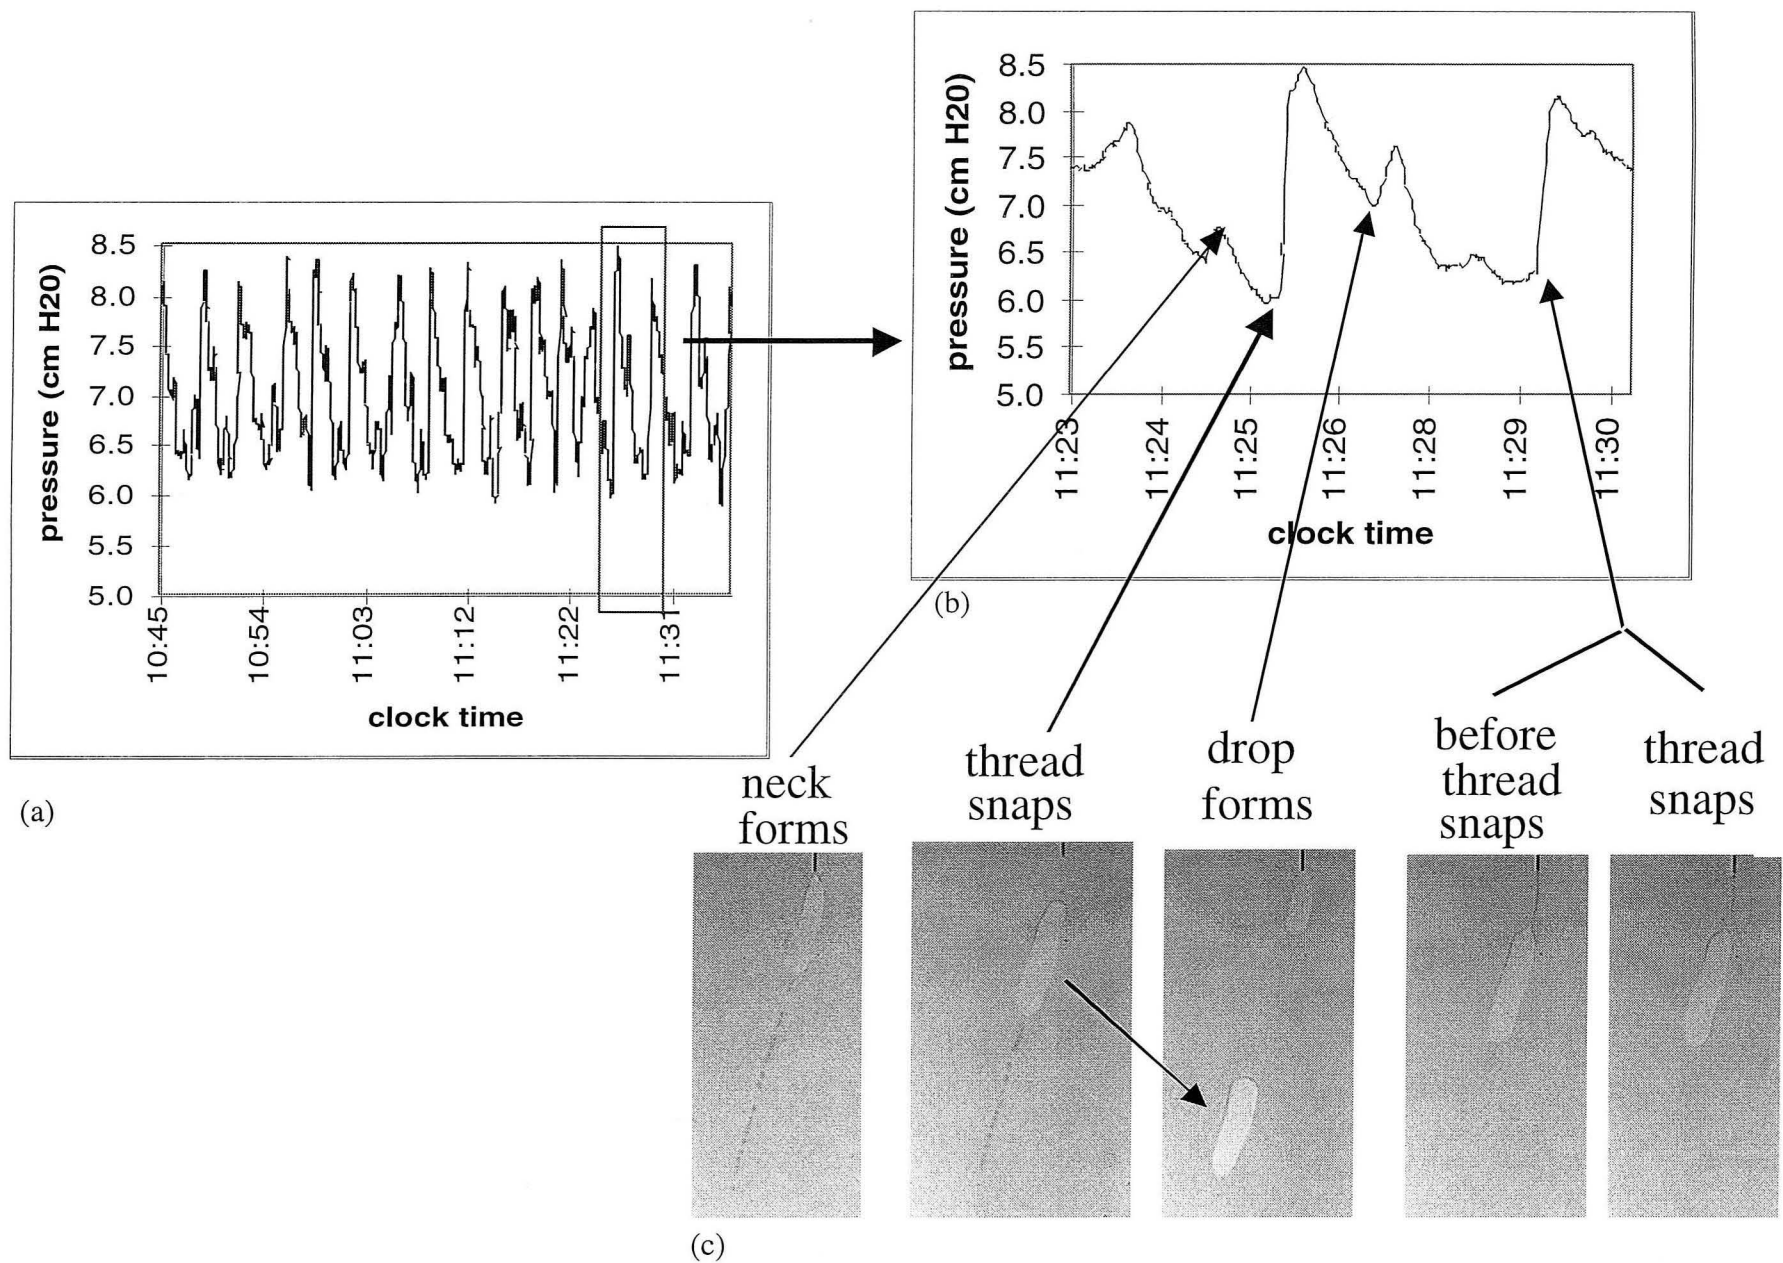 8.5
8.0
7.5
7.0
6.5
6.0
5.5
5.0
pressure (cm H20)
10:45
10:54
11:03
11:12
11:22
11:31
clock time
(a)
8.5
8.0
7.5
7.0
6.5
6.0
5.5
5.0
pressure (cm H20)
11:23
11:24
11:25
11:26
11:28
11:29
11:30
clock time
(b)
neck
forms
thread
snaps
drop
forms
before
thread
snaps
thread
snaps
(c)